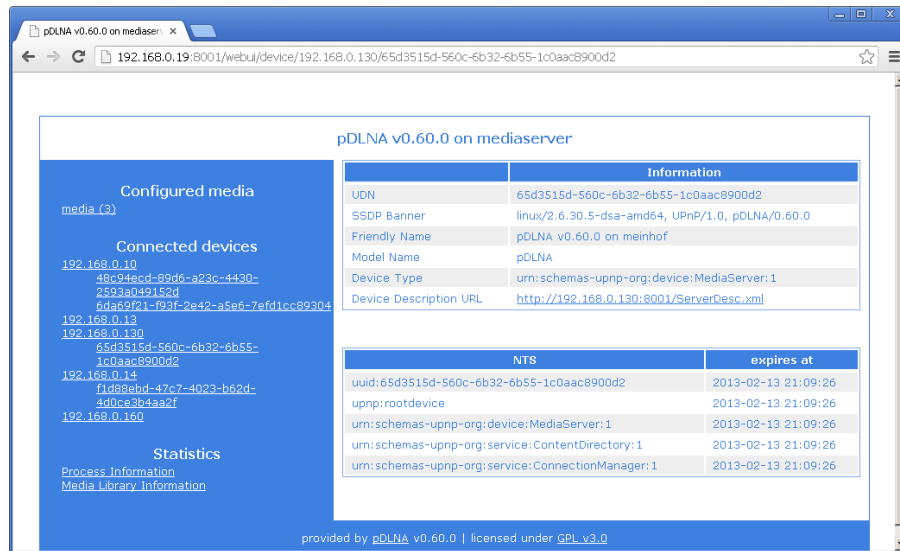 pDLNA v0.60.0 on mediaserv
192.168.0.19:8001/webui/device/192.168.0.130/65d3515d-560c-6b32-6b55-1c0aac8900d2
pDLNA v0.60.0 on mediaserver
Configured media
media (3)
Connected devices
192.168.0.10
48c94ecd-89d6-a23c-4430-
2593a049152d
6da69f21-f93f-2e42-a5e6-7efd1cc89304
192.168.0.13
192.168.0.130
65d3515d-560c-6b32-6b55-
1c0aac8900d2
192.168.0.14
f1d88ebd-47c7-4023-b62d-
4d0ce3b4aa2f
192.168.0.160
Statistics
Process Information
Media Library Information
Information
UDN 65d3515d-560c-6b32-6b55-1c0aac8900d2
SSDP Banner linux/2.6.30.5-dsa-amd64, UPnP/1.0, pDLNA/0.60.0
Friendly Name pDLNA v0.60.0 on meinhof
Model Name pDLNA
Device Type urn:schemas-upnp-org:device:MediaServer:1
Device Description URL http://192.168.0.130:8001/ServerDesc.xml
NTS expires at
uuid:65d3515d-560c-6b32-6b55-1c0aac8900d2 2013-02-13 21:09:26
upnp:rootdevice 2013-02-13 21:09:26
urn:schemas-upnp-org:device:MediaServer:1 2013-02-13 21:09:26
urn:schemas-upnp-org:service:ContentDirectory:1 2013-02-13 21:09:26
urn:schemas-upnp-org:service:ConnectionManager:1 2013-02-13 21:09:26
provided by pDLNA v0.60.0 | licensed under GPL v3.0